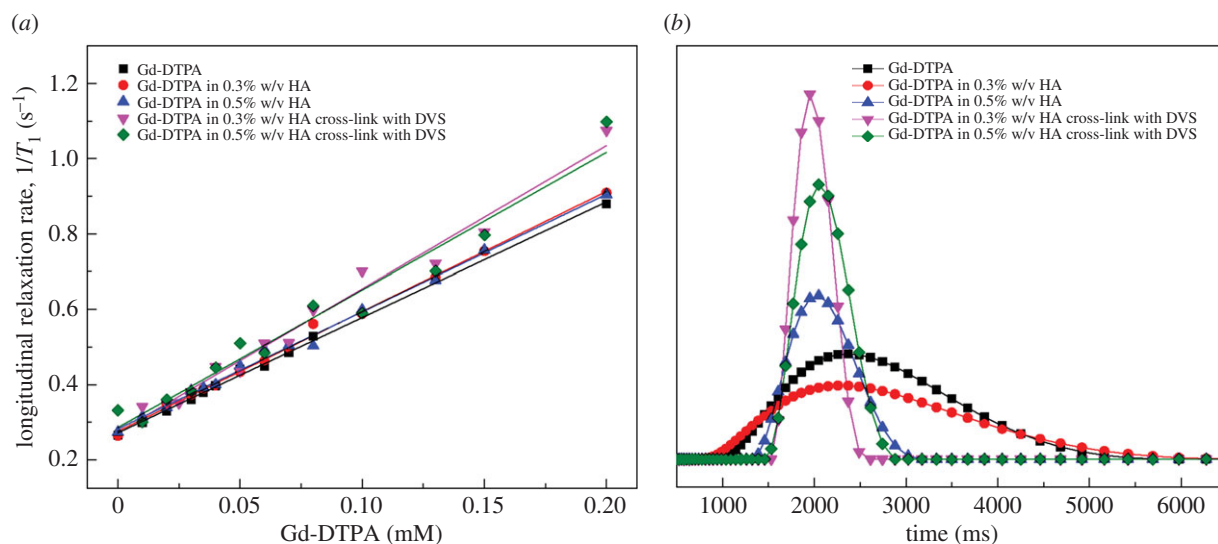 (a)
longitudinal relaxation rate, 1/T₁ (s⁻¹)
1.2
1.0
0.8
0.6
0.4
0.2
Gd-DTPA
Gd-DTPA in 0.3% w/v HA
Gd-DTPA in 0.5% w/v HA
Gd-DTPA in 0.3% w/v HA cross-link with DVS
Gd-DTPA in 0.5% w/v HA cross-link with DVS
0 0.05 0.10 0.15 0.20
Gd-DTPA (mM)
(b)
Gd-DTPA
Gd-DTPA in 0.3% w/v HA
Gd-DTPA in 0.5% w/v HA
Gd-DTPA in 0.3% w/v HA cross-link with DVS
Gd-DTPA in 0.5% w/v HA cross-link with DVS
1000 2000 3000 4000 5000 6000
time (ms)